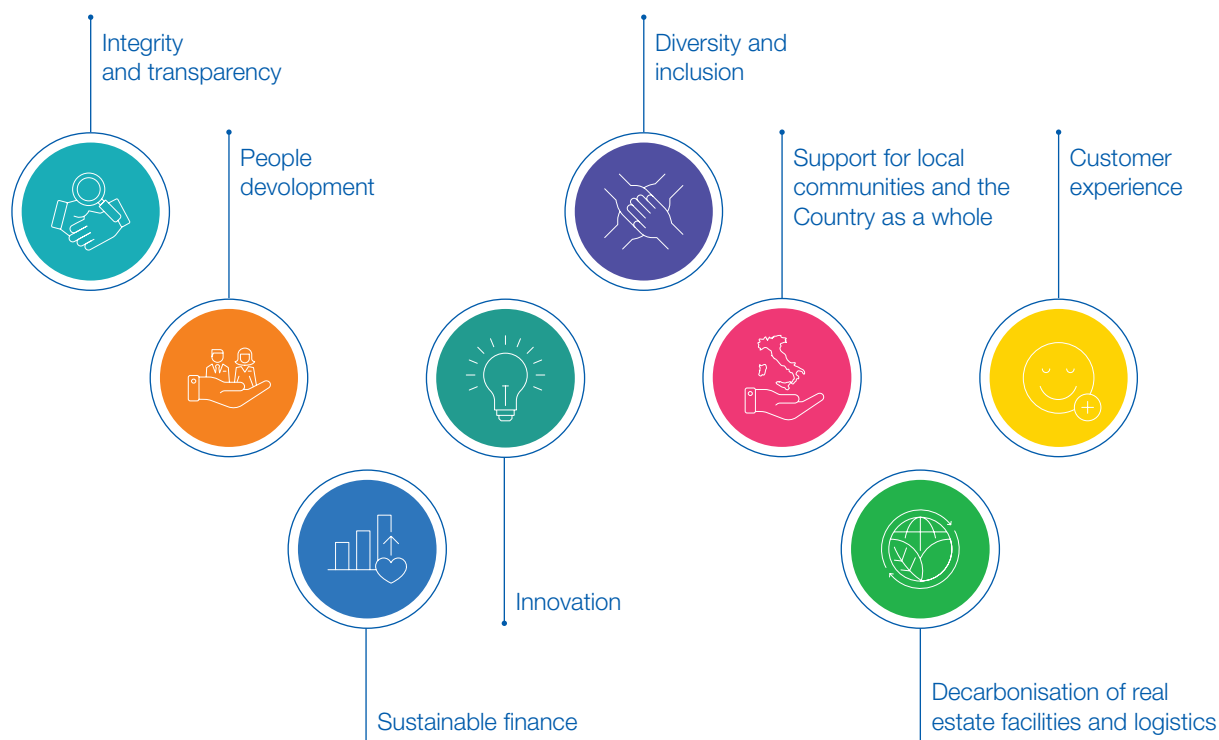 Integrity
and transparency
Diversity and
inclusion
People
devolopment
Support for local
communities and the
Country as a whole
Customer
experience
Innovation
Sustainable finance
Decarbonisation of real
estate facilities and logistics